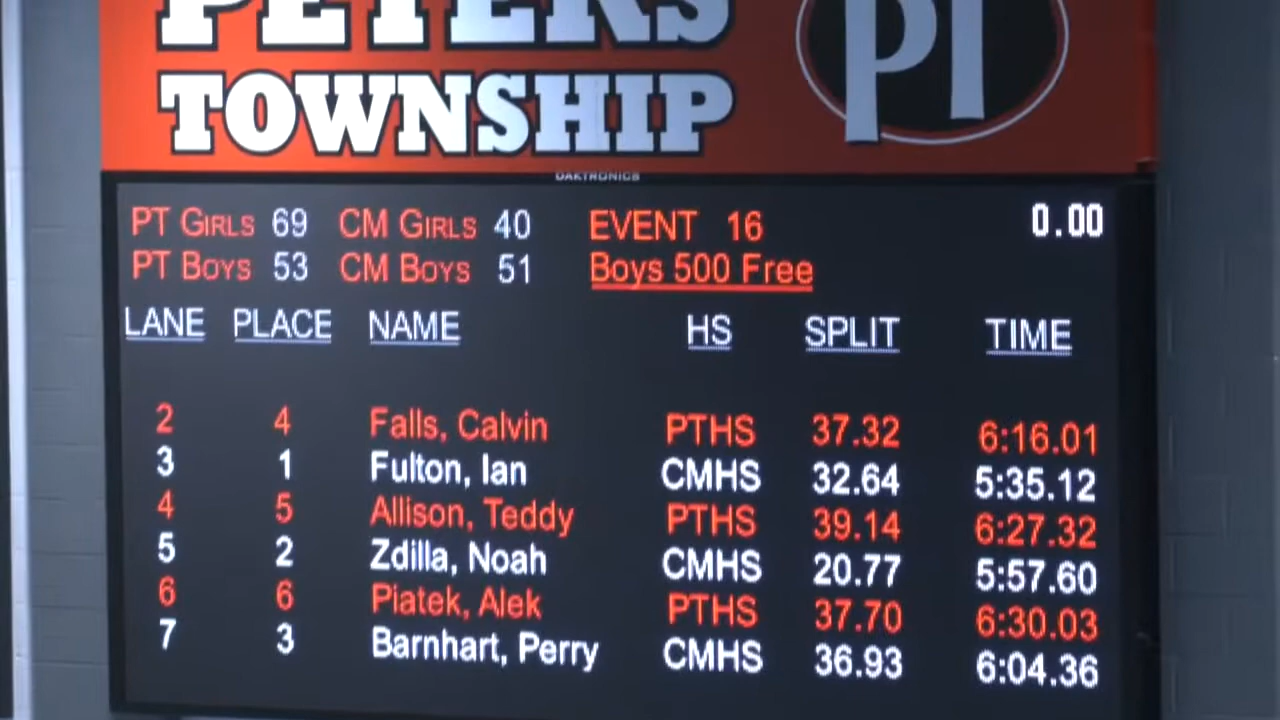 PETERS
TOWNSHIP
PT
DAKTRONICS
PT GIRLS 69 CM GIRLS 40 EVENT 16 0.00
PT BOYS 53 CM BOYS 51 Boys 500 Free
LANE PLACE NAME HS SPLIT TIME
2 4 Falls, Calvin PTHS 37.32 6:16.01
3 1 Fulton, Ian CMHS 32.64 5:35.12
4 5 Allison, Teddy PTHS 39.14 6:27.32
5 2 Zdilla, Noah CMHS 20.77 5:57.60
6 6 Piatek, Alek PTHS 37.70 6:30.03
7 3 Barnhart, Perry CMHS 36.93 6:04.36